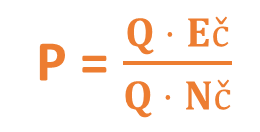 P = Q · Eč / Q · Nč